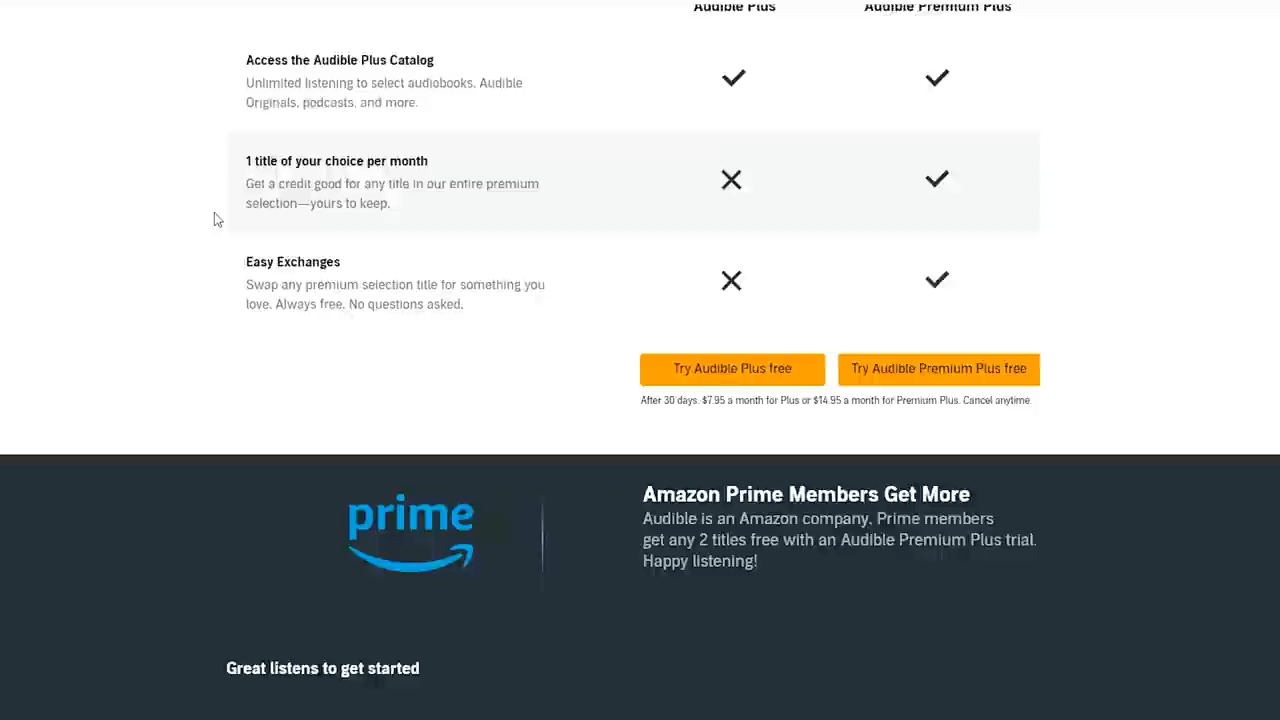 Audible Plus
Audible Premium Plus
Access the Audible Plus Catalog
Unlimited listening to select audiobooks, Audible
Originals, podcasts, and more.
1 title of your choice per month
Get a credit good for any title in our entire premium
selection—yours to keep.
Easy Exchanges
Swap any premium selection title for something you
love. Always free. No questions asked.
Try Audible Plus free
Try Audible Premium Plus free
After 30 days, $7.95 a month for Plus or $14.95 a month for Premium Plus. Cancel anytime.
prime
Amazon Prime Members Get More
Audible is an Amazon company, Prime members
get any 2 titles free with an Audible Premium Plus trial.
Happy listening!
Great listens to get started